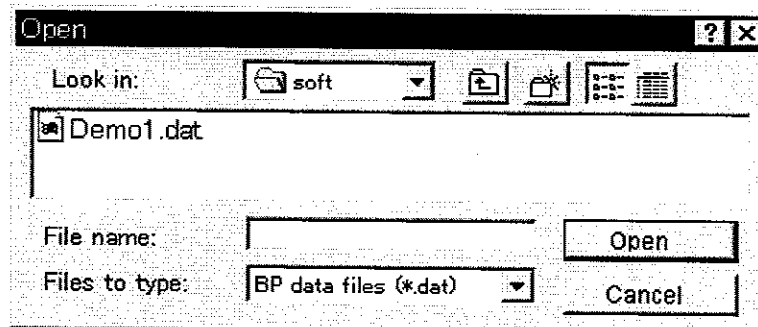 Open
Look in: soft
Demo1.dat
File name: Open
Files to type: BP data files (*.dat)
Cancel